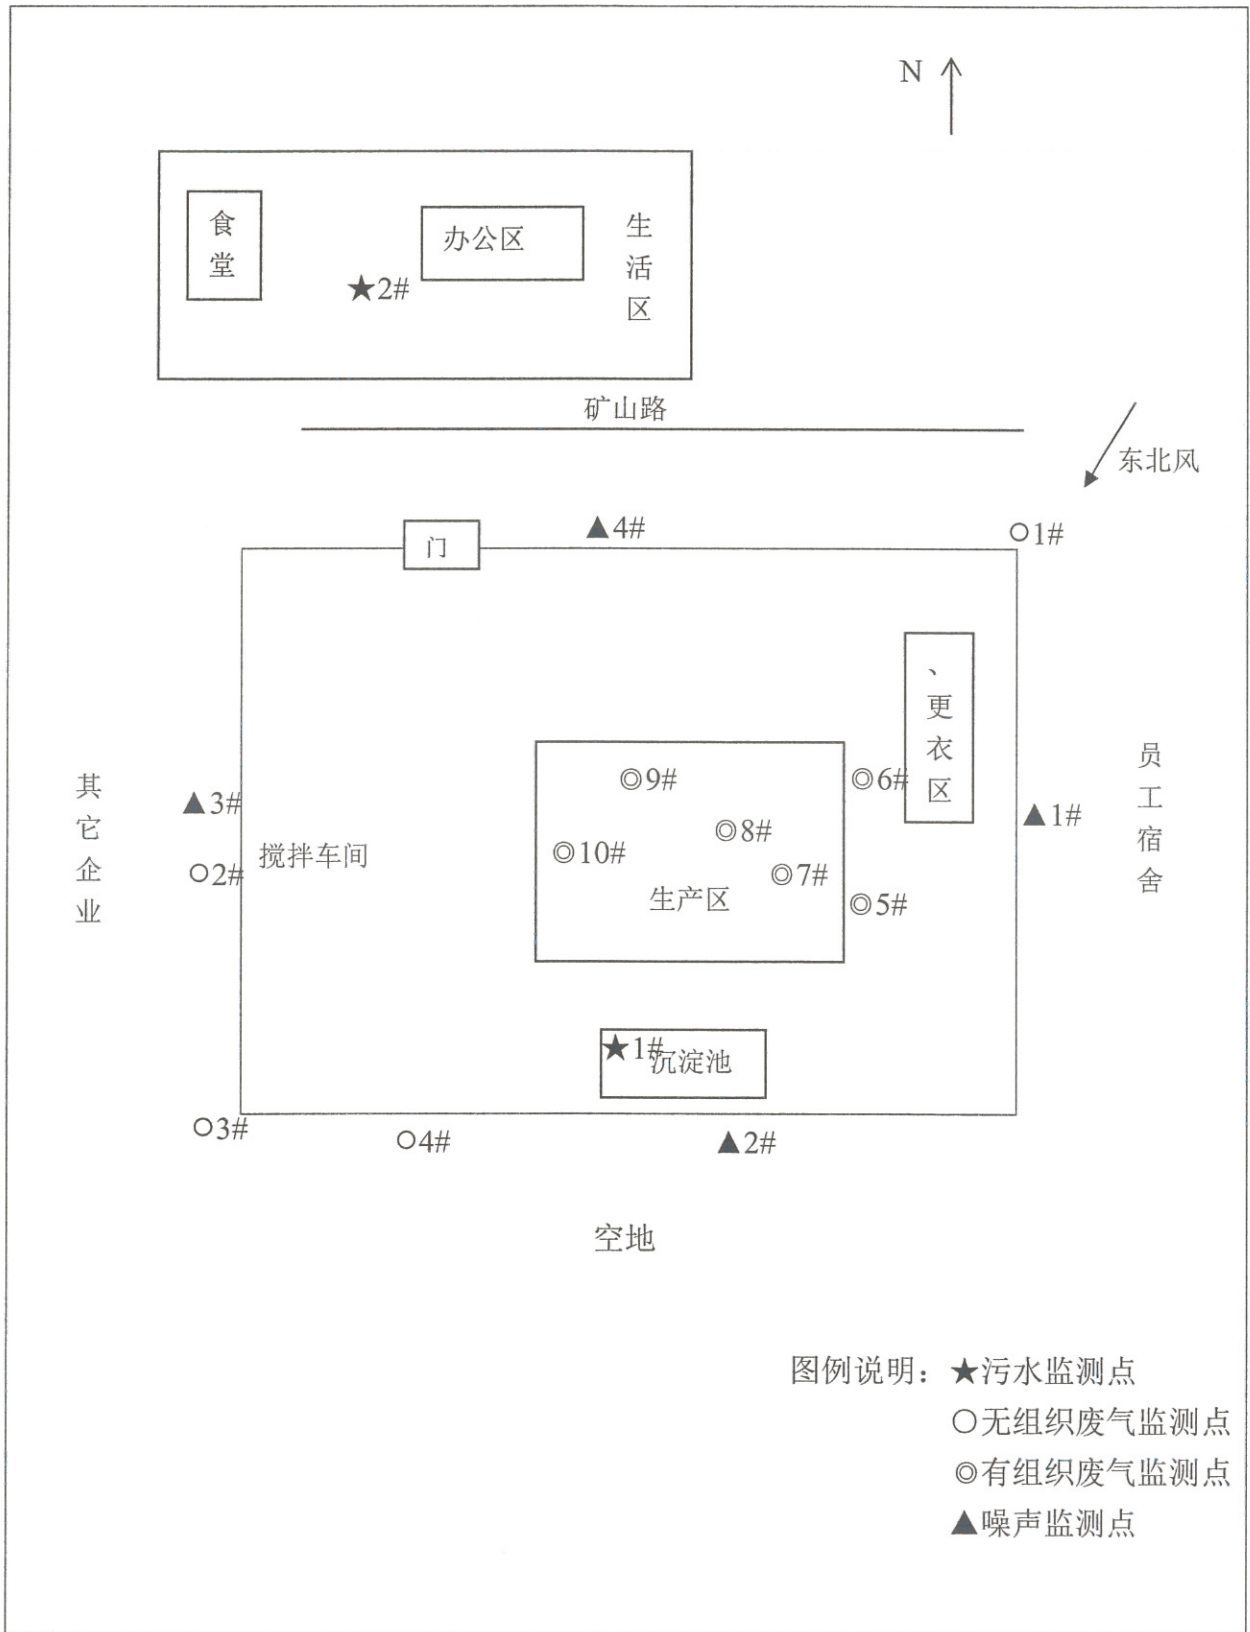 N
食堂
办公区
生活区
★2#
矿山路
东北风
▲4#
○1#
门
、更衣区
◎9#
◎6#
员工宿舍
其它企业
▲3#
▲1#
◎8#
搅拌车间
◎10#
○2#
◎7#
生产区
◎5#
★1#
沉淀池
○3#
○4#
▲2#
空地
图例说明：★污水监测点
○无组织废气监测点
◎有组织废气监测点
▲噪声监测点